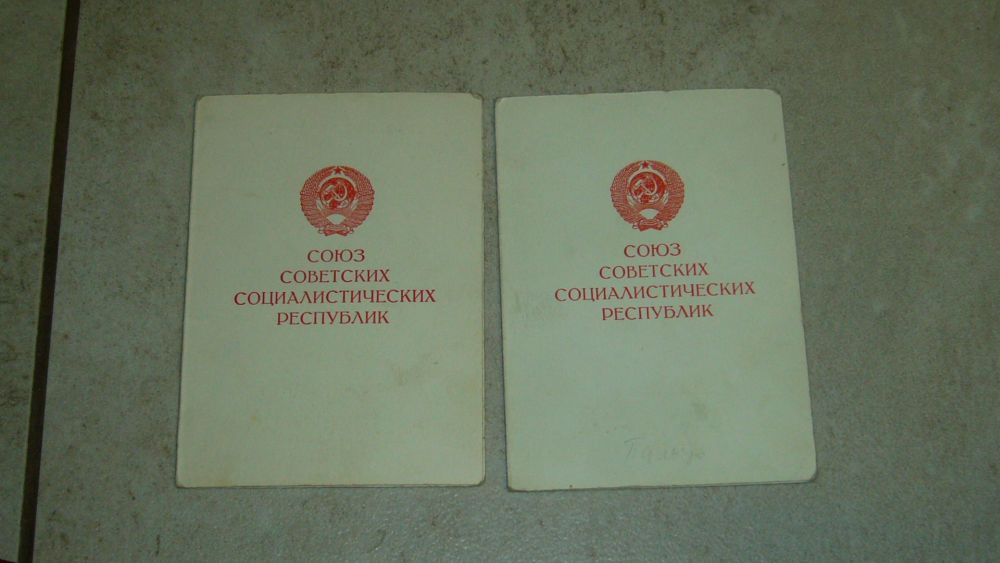 СОЮЗ
СОВЕТСКИХ
СОЦИАЛИСТИЧЕСКИХ
РЕСПУБЛИК
СОЮЗ
СОВЕТСКИХ
СОЦИАЛИСТИЧЕСКИХ
РЕСПУБЛИК